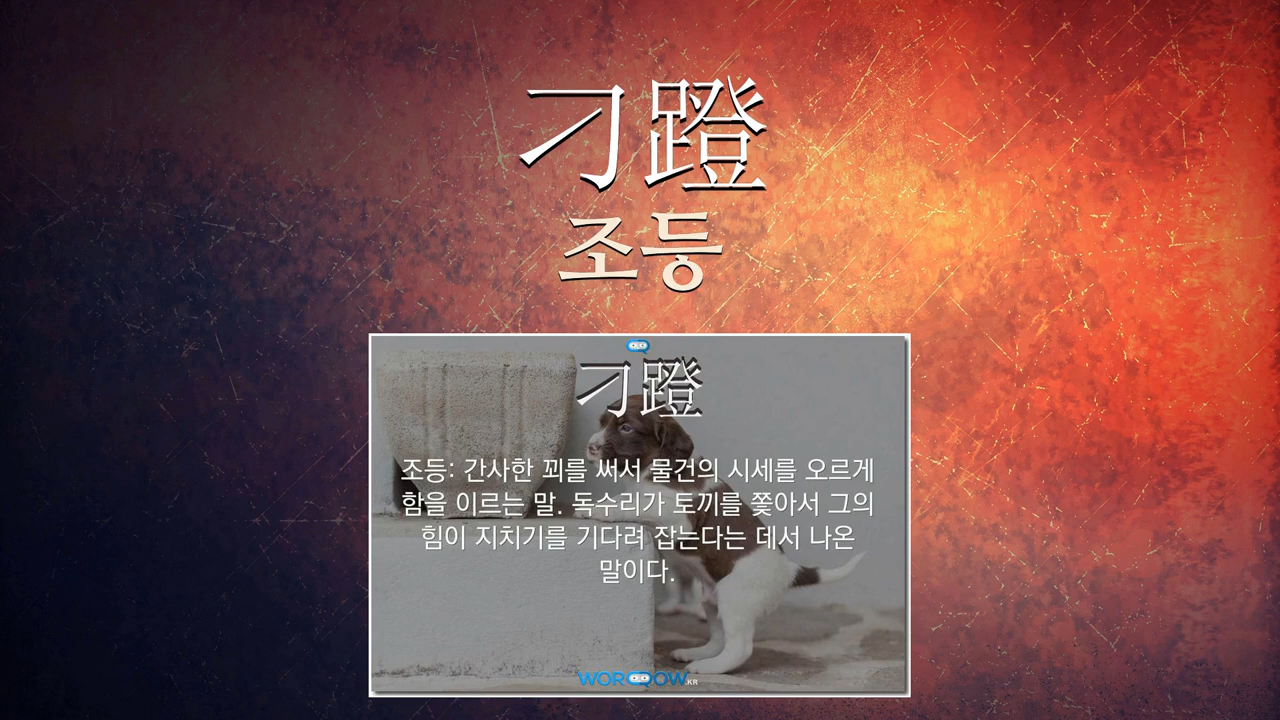 刁蹬
조등
刁蹬
조등: 간사한 꾀를 써서 물건의 시세를 오르게
함을 이르는 말. 독수리가 토끼를 쫓아서 그의
힘이 지치기를 기다려 잡는다는 데서 나온
말이다.
WORDROW.KR